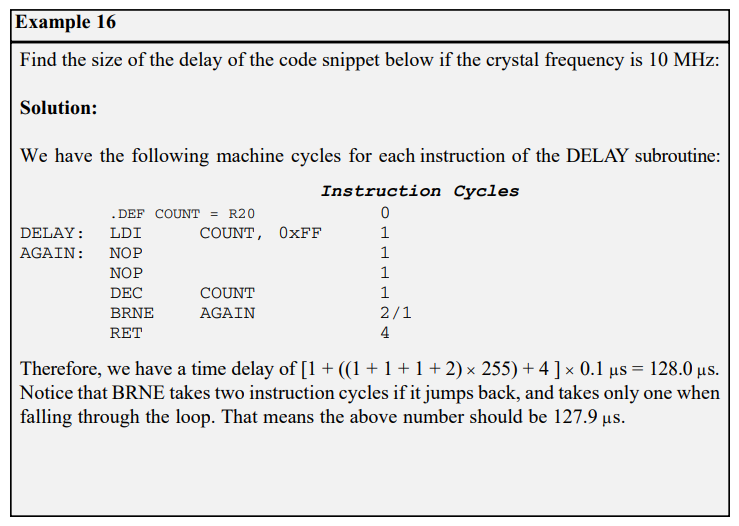 Example 16
Find the size of the delay of the code snippet below if the crystal frequency is 10 MHz:
Solution:
We have the following machine cycles for each instruction of the DELAY subroutine:
Instruction Cycles
.DEF COUNT = R20 0
DELAY: LDI COUNT, 0xFF 1
AGAIN: NOP 1
NOP 1
DEC COUNT 1
BRNE AGAIN 2/1
RET 4
Therefore, we have a time delay of [1 + ((1 + 1 + 1 + 2) × 255) + 4 ] × 0.1 μs = 128.0 μs.
Notice that BRNE takes two instruction cycles if it jumps back, and takes only one when
falling through the loop. That means the above number should be 127.9 μs.